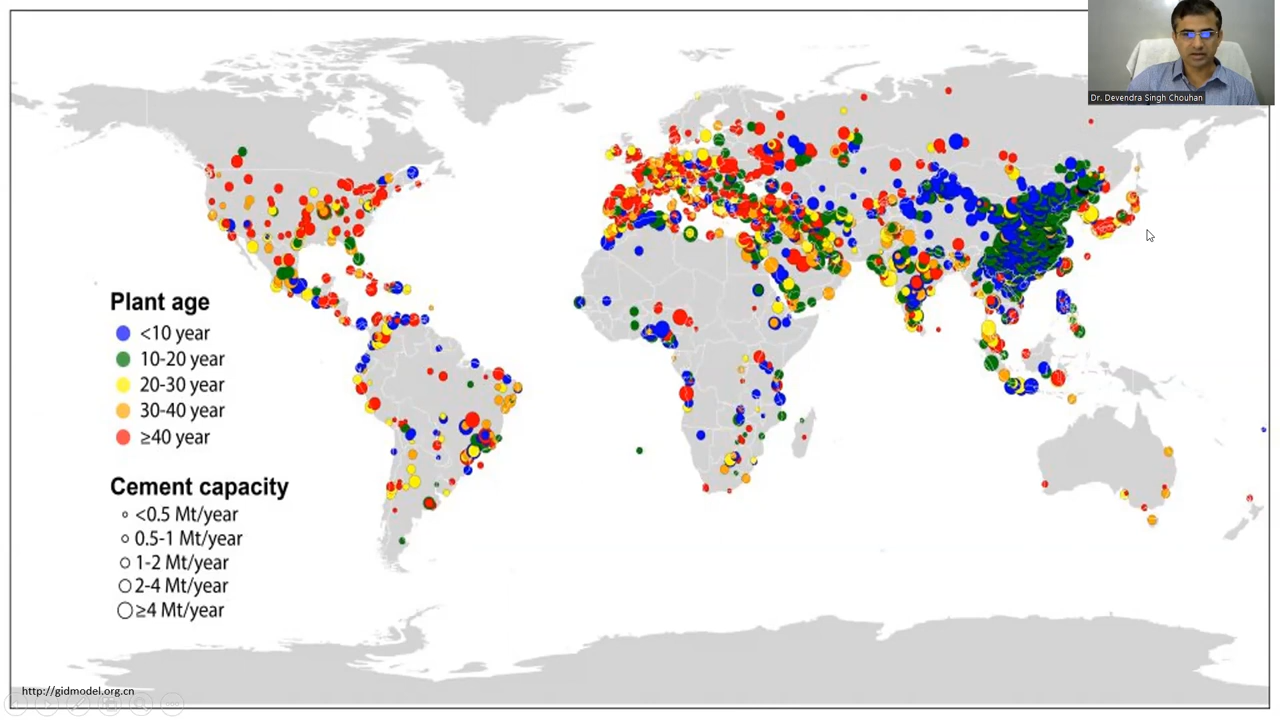 Dr. Devendra Singh Chouhan
Plant age
<10 year
10-20 year
20-30 year
30-40 year
≥40 year
Cement capacity
<0.5 Mt/year
0.5-1 Mt/year
1-2 Mt/year
2-4 Mt/year
≥4 Mt/year
http://gidmodel.org.cn